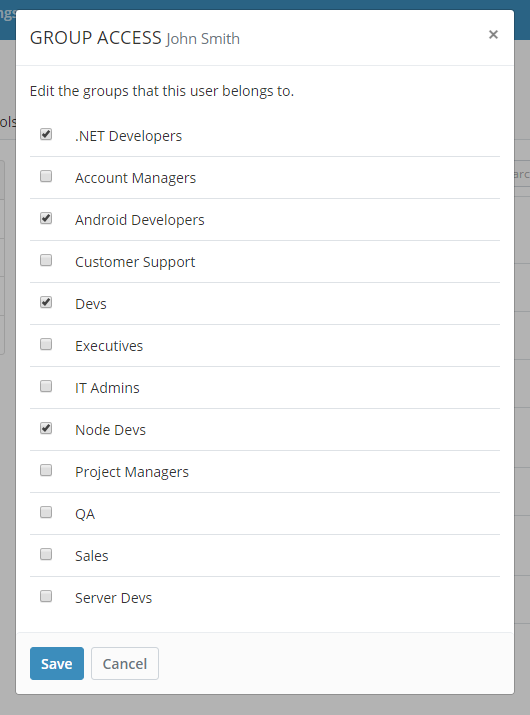 GROUP ACCESS John Smith
×
Edit the groups that this user belongs to.
.NET Developers
Account Managers
Android Developers
Customer Support
Devs
Executives
IT Admins
Node Devs
Project Managers
QA
Sales
Server Devs
Save Cancel